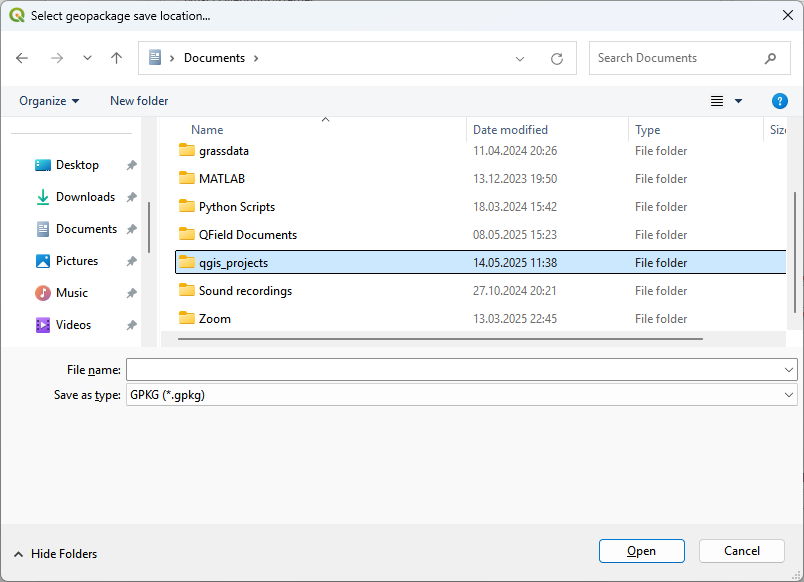 Select geopackage save location...
Documents
Search Documents
Organize
New folder
?
Name Date modified Type Size
grassdata 11.04.2024 20:26 File folder
MATLAB 13.12.2023 19:50 File folder
Python Scripts 18.03.2024 15:42 File folder
QField Documents 08.05.2025 15:23 File folder
qgis_projects 14.05.2025 11:38 File folder
Sound recordings 27.10.2024 20:21 File folder
Zoom 13.03.2025 22:45 File folder
Desktop
Downloads
Documents
Pictures
Music
Videos
File name:
Save as type: GPKG (*.gpkg)
Hide Folders
Open
Cancel